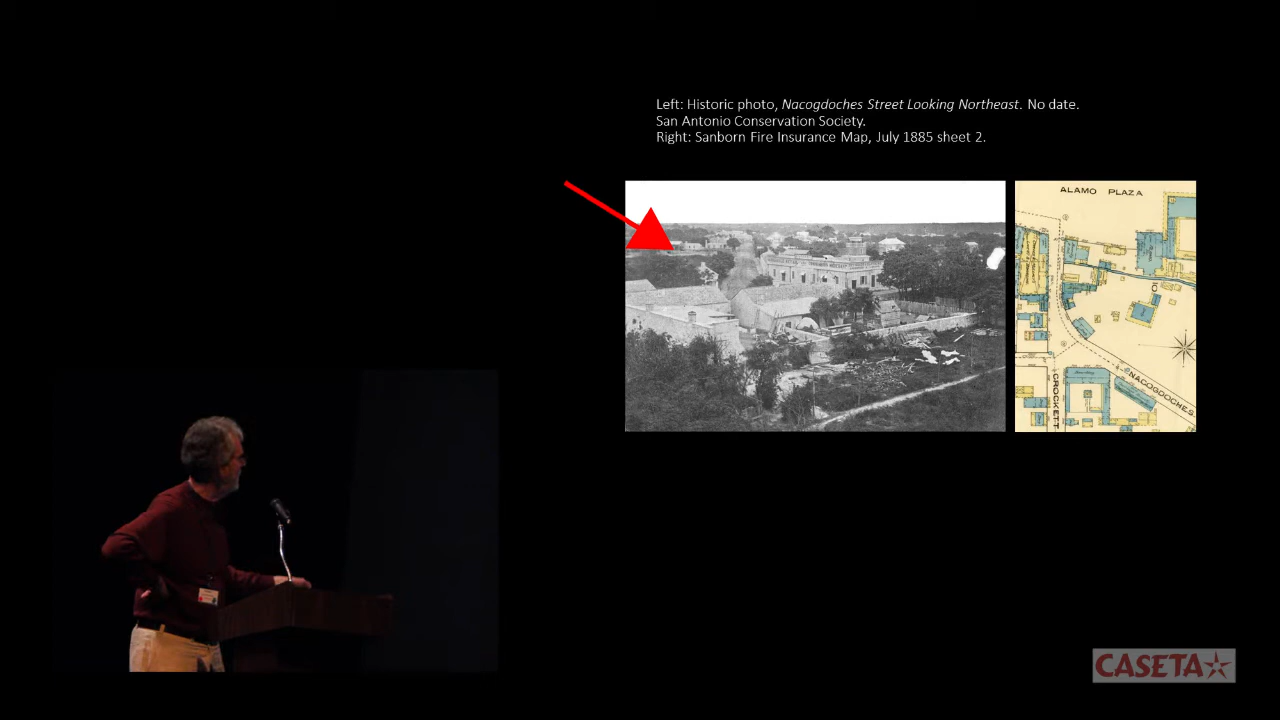 Left: Historic photo, Nacogdoches Street Looking Northeast. No date.
San Antonio Conservation Society.
Right: Sanborn Fire Insurance Map, July 1885 sheet 2.
ALAMO PLAZA
CROCKETT
NACOGDOCHES
CASETA